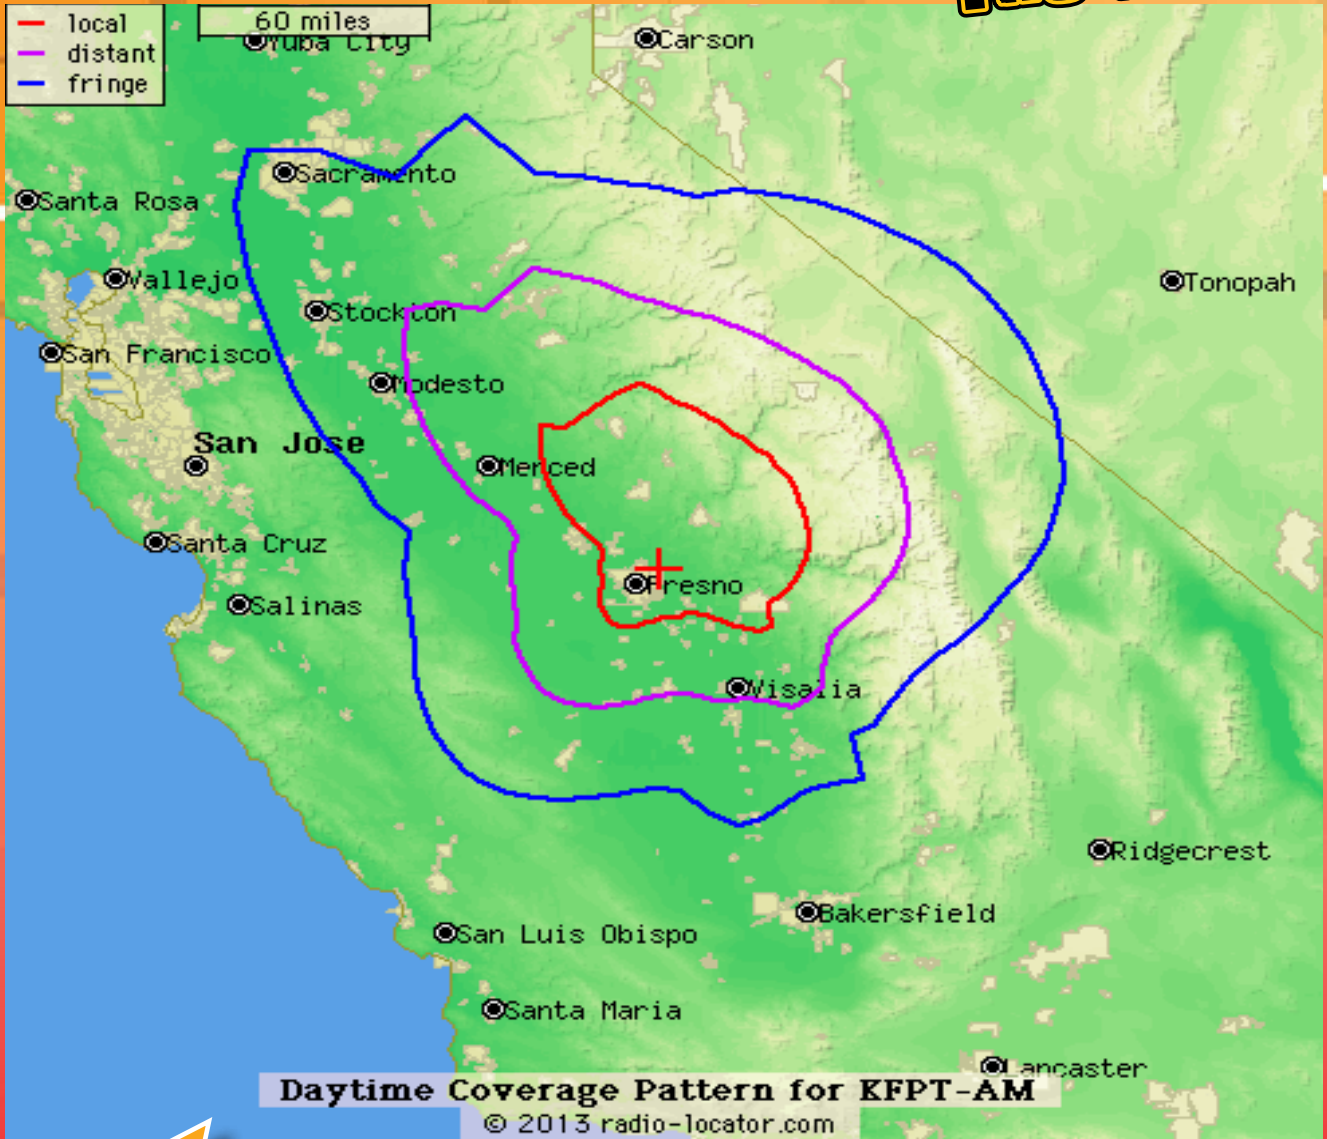 local
distant
fringe
60 miles
Yuba City
Carson
Sacramento
Santa Rosa
Vallejo
Tonopah
Stockton
San Francisco
Modesto
San Jose
Merced
Santa Cruz
Fresno
Salinas
Visalia
Ridgecrest
Bakersfield
San Luis Obispo
Santa Maria
Lancaster
Daytime Coverage Pattern for KFPT-AM
© 2013 radio-locator.com